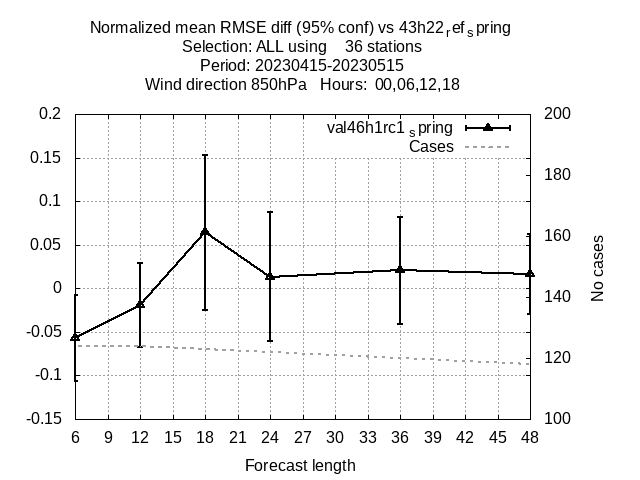 Normalized mean RMSE diff (95% conf) vs 43h22refspring
Selection: ALL using    36 stations
Period: 20230415-20230515
Wind direction 850hPa   Hours:  00,06,12,18
val46h1rc1spring
Cases
0.2
0.15
0.1
0.05
0
-0.05
-0.1
-0.15
200
180
160
140
120
100
No cases
6 9 12 15 18 21 24 27 30 33 36 39 42 45 48
Forecast length